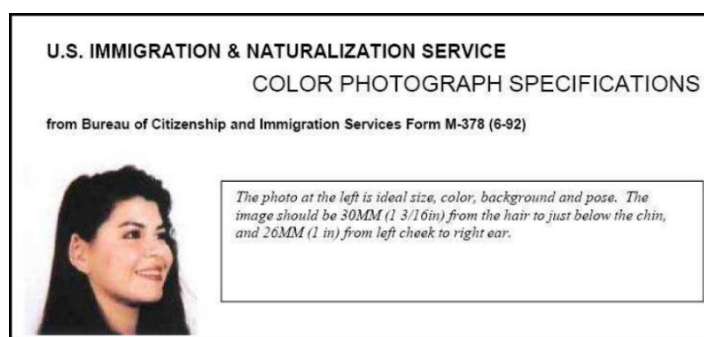 U.S. IMMIGRATION & NATURALIZATION SERVICE
COLOR PHOTOGRAPH SPECIFICATIONS
from Bureau of Citizenship and Immigration Services Form M-378 (6-92)
The photo at the left is ideal size, color, background and pose. The
image should be 30MM (1 3/16in) from the hair to just below the chin,
and 26MM (1 in) from left cheek to right ear.